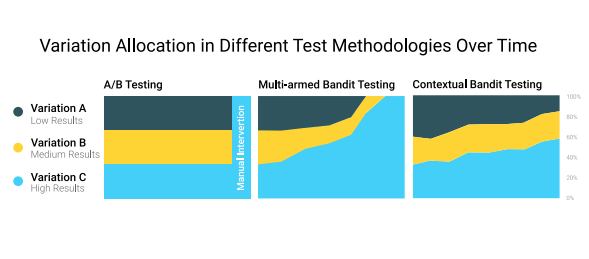 Variation Allocation in Different Test Methodologies Over Time
A/B Testing
Multi-armed Bandit Testing
Contextual Bandit Testing
Variation A
Low Results
Variation B
Medium Results
Variation C
High Results
Manual Intervention
100%
80%
60%
40%
20%
0%